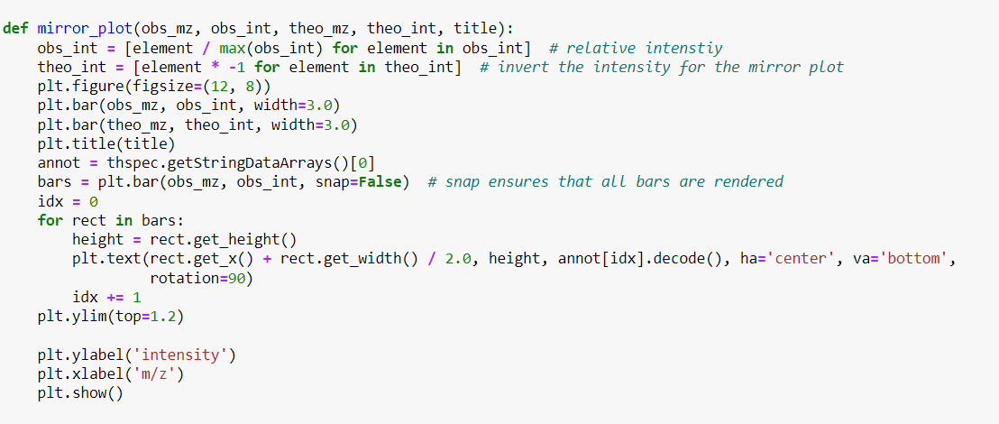 def mirror_plot(obs_mz, obs_int, theo_mz, theo_int, title):
    obs_int = [element / max(obs_int) for element in obs_int]  # relative intenstiy
    theo_int = [element * -1 for element in theo_int]  # invert the intensity for the mirror plot
    plt.figure(figsize=(12, 8))
    plt.bar(obs_mz, obs_int, width=3.0)
    plt.bar(theo_mz, theo_int, width=3.0)
    plt.title(title)
    annot = thspec.getStringDataArrays()[0]
    bars = plt.bar(obs_mz, obs_int, snap=False)  # snap ensures that all bars are rendered
    idx = 0
    for rect in bars:
        height = rect.get_height()
        plt.text(rect.get_x() + rect.get_width() / 2.0, height, annot[idx].decode(), ha='center', va='bottom',
                 rotation=90)
        idx += 1
    plt.ylim(top=1.2)

    plt.ylabel('intensity')
    plt.xlabel('m/z')
    plt.show()